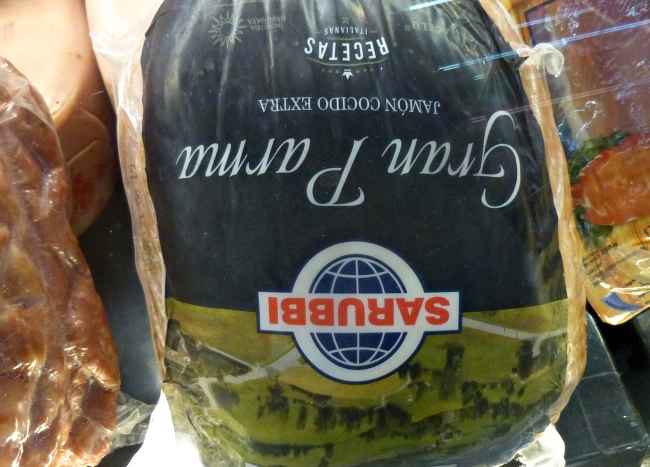 SARUBBI
Gran Parma
JAMÓN COCIDO EXTRA
RECETAS
ITALIANAS